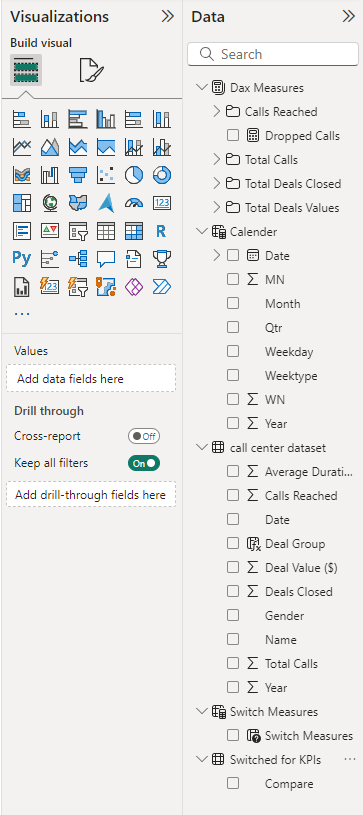 Visualizations
Build visual
123
R
Py
123
...
Values
Add data fields here
Drill through
Cross-report
Off
Keep all filters
On
Add drill-through fields here
Data
Search
Dax Measures
Calls Reached
Dropped Calls
Total Calls
Total Deals Closed
Total Deals Values
Calender
Date
MN
Month
Qtr
Weekday
Weektype
WN
Year
call center dataset
Average Durati...
Calls Reached
Date
Deal Group
Deal Value ($)
Deals Closed
Gender
Name
Total Calls
Year
Switch Measures
Switch Measures
Switched for KPIs
...
Compare